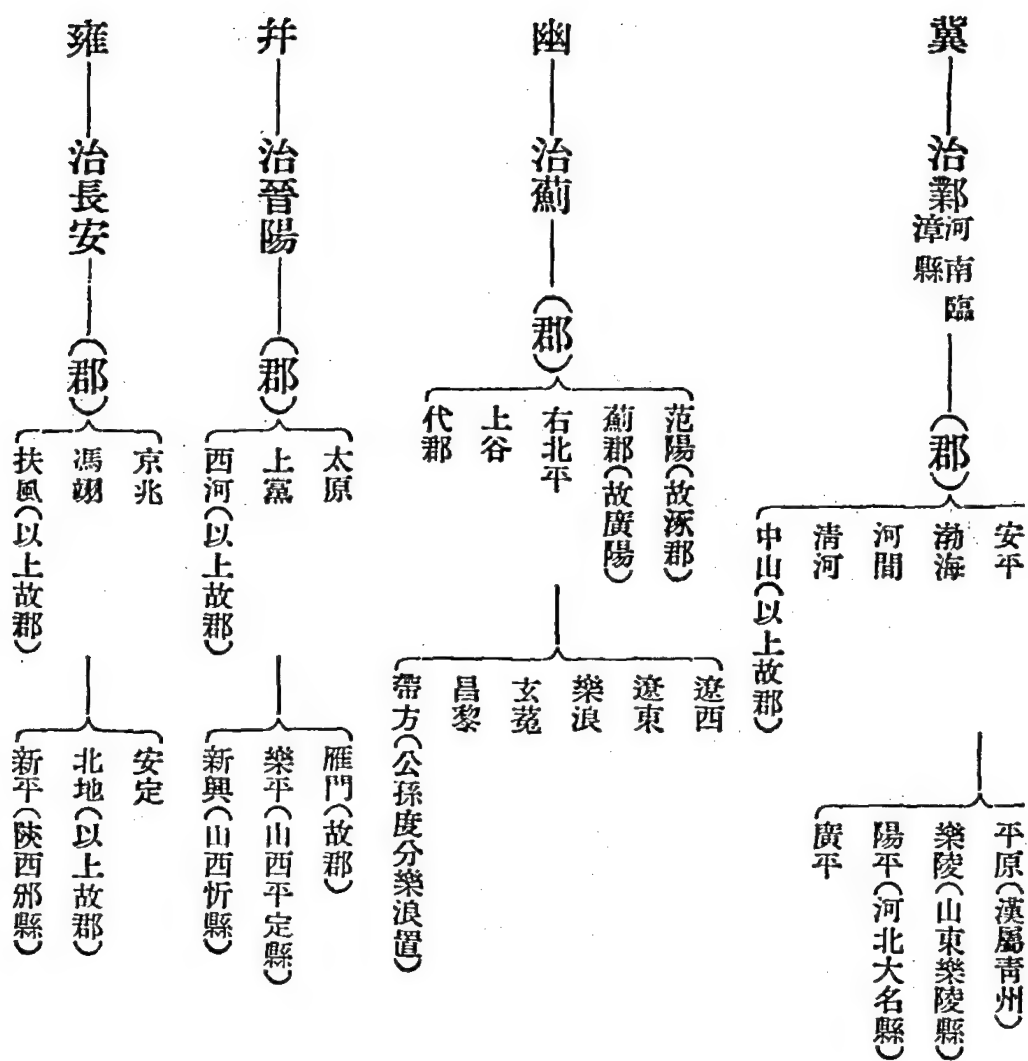 冀
治鄴 河南臨漳縣
(郡)
安平
渤海
河間
清河
中山(以上故郡)
平原(漢屬青州)
樂陵(山東樂陵縣)
陽平(河北大名縣)
廣平
幽
治薊
(郡)
范陽(故涿郡)
薊郡(故廣陽)
右北平
上谷
代郡
遼西
遼東
樂浪
玄菟
昌黎
帶方(公孫度分樂浪置)
幷
治晉陽
(郡)
太原
上黨
西河(以上故郡)
雁門(故郡)
樂平(山西平定縣)
新興(山西忻縣)
雍
治長安
(郡)
京兆
馮翊
扶風(以上故郡)
安定
北地(以上故郡)
新平(陝西邠縣)